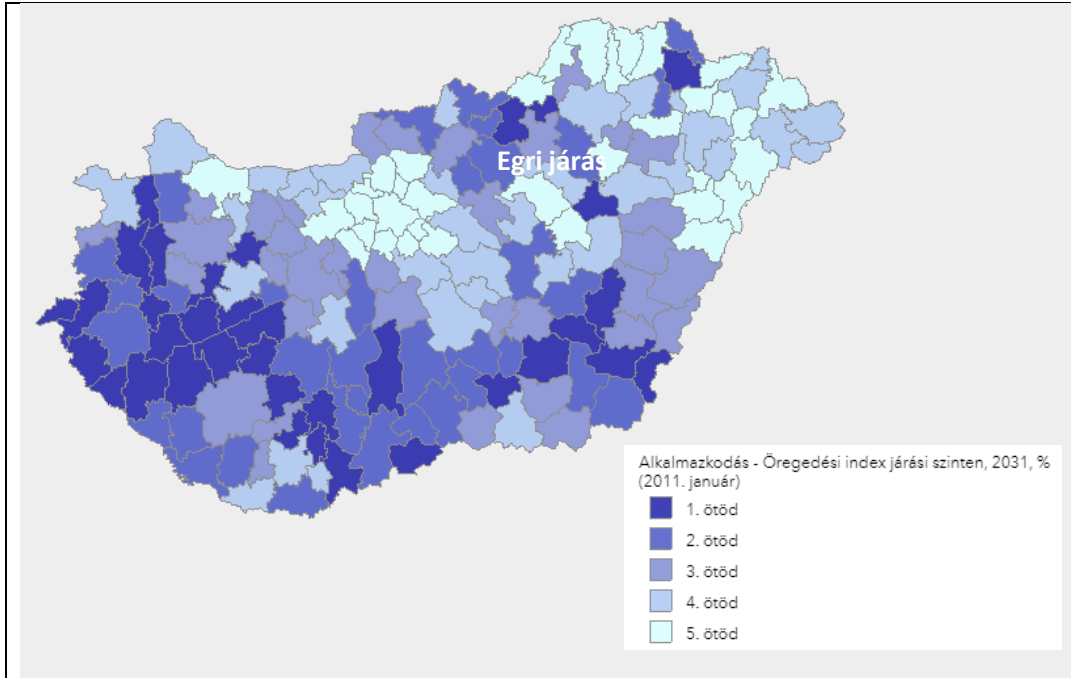 Egri járás
Alkalmazkodás - Öregedési index járási szinten, 2031, %
(2011. január)
1. ötöd
2. ötöd
3. ötöd
4. ötöd
5. ötöd